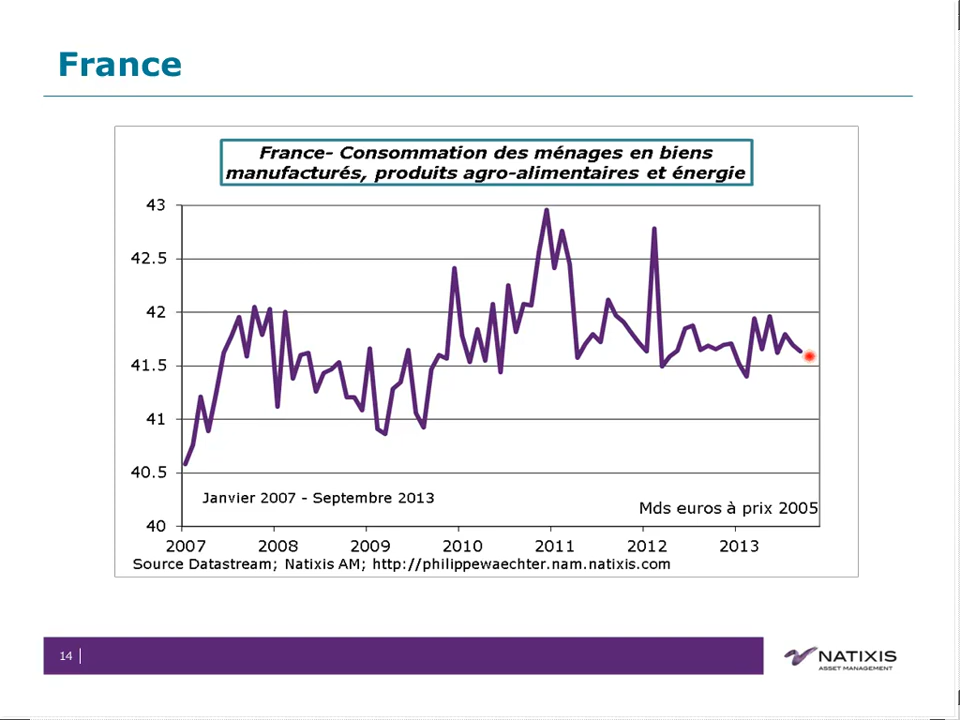 France
France- Consommation des ménages en biens
manufacturés, produits agro-alimentaires et énergie
43
42.5
42
41.5
41
40.5
40
Janvier 2007 - Septembre 2013
Mds euros à prix 2005
2007 2008 2009 2010 2011 2012 2013
Source Datastream; Natixis AM; http://philippewaechter.nam.natixis.com
14
NATIXIS
ASSET MANAGEMENT